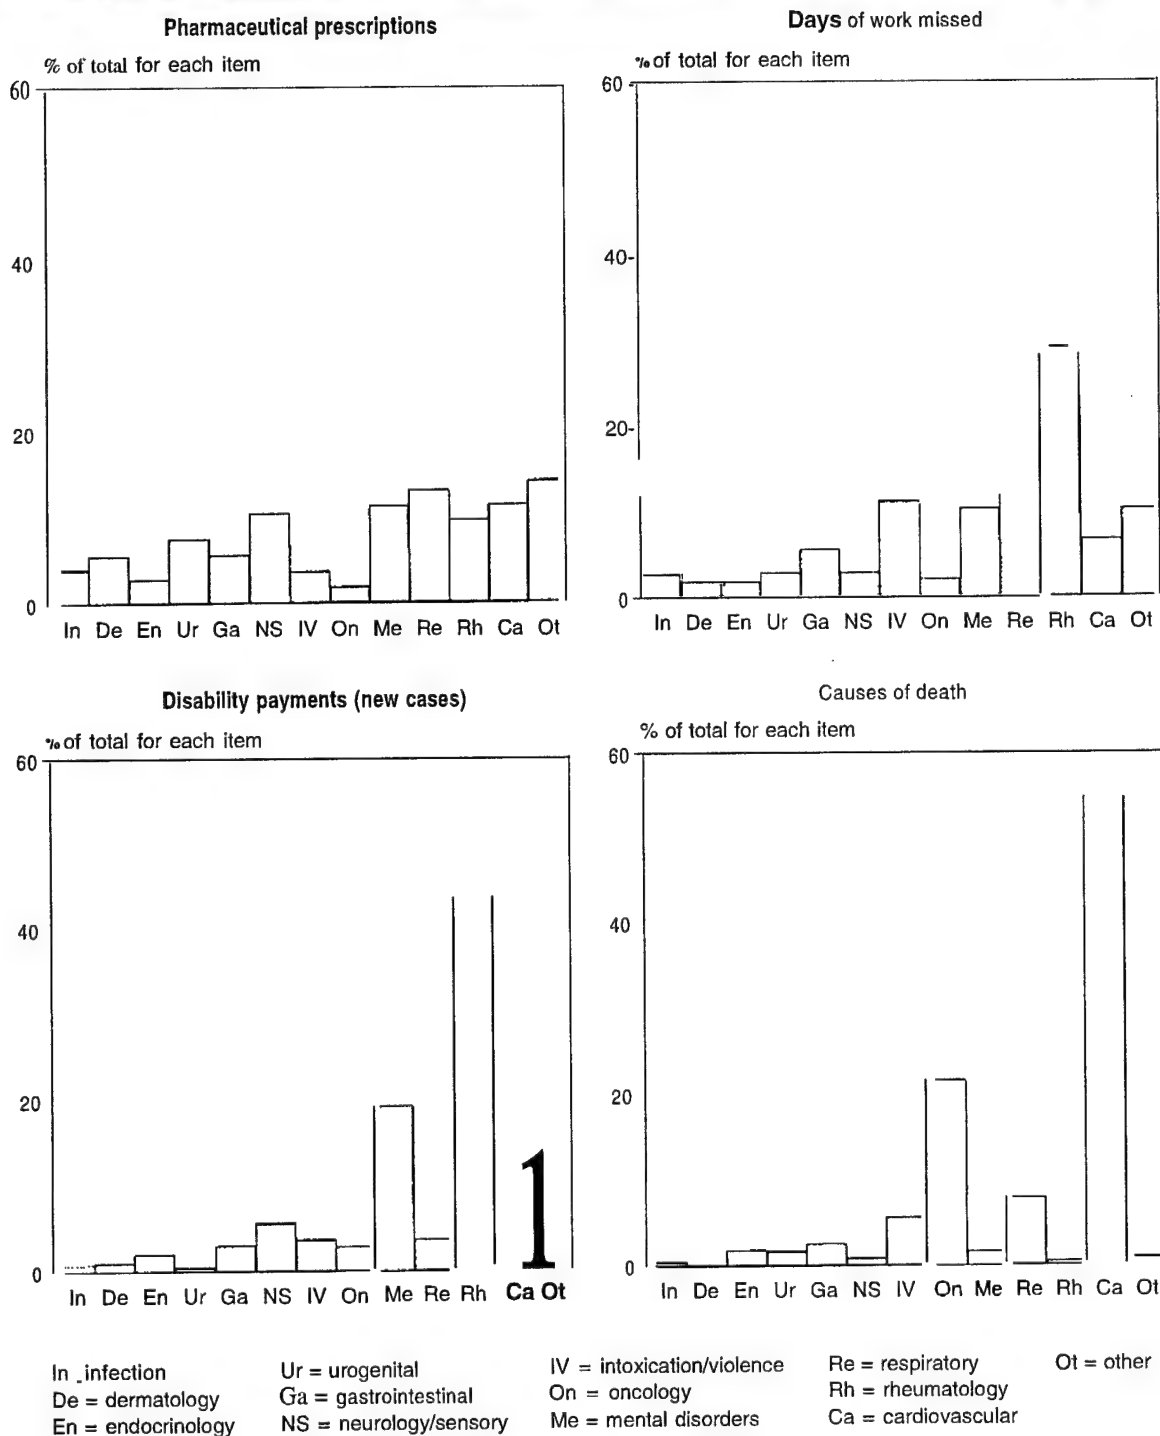 Pharmaceutical prescriptions
% of total for each item
60
40
20
0
In De En Ur Ga NS IV On Me Re Rh Ca Ot
Days of work missed
% of total for each item
60
40-
20-
0
In De En Ur Ga NS IV On Me Re Rh Ca Ot
Disability payments (new cases)
% of total for each item
60
40
20
0
1
In De En Ur Ga NS IV On Me Re Rh Ca Ot
Causes of death
% of total for each item
60
40
20
0
In De En Ur Ga NS IV On Me Re Rh Ca Ot
In _ infection
De = dermatology
En = endocrinology
Ur = urogenital
Ga = gastrointestinal
NS = neurology/sensory
IV = intoxication/violence
On = oncology
Me = mental disorders
Re = respiratory
Rh = rheumatology
Ca = cardiovascular
Ot = other